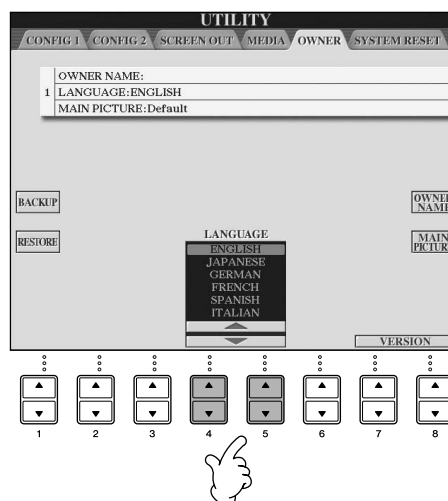 UTILITY
CONFIG 1 CONFIG 2 SCREEN OUT MEDIA OWNER SYSTEM RESET
OWNER NAME:
1 LANGUAGE:ENGLISH
MAIN PICTURE:Default
BACKUP
OWNER
NAME
RESTORE
MAIN
PICTUR
LANGUAGE
ENGLISH
JAPANESE
GERMAN
FRENCH
SPANISH
ITALIAN
VERSION
1 2 3 4 5 6 7 8